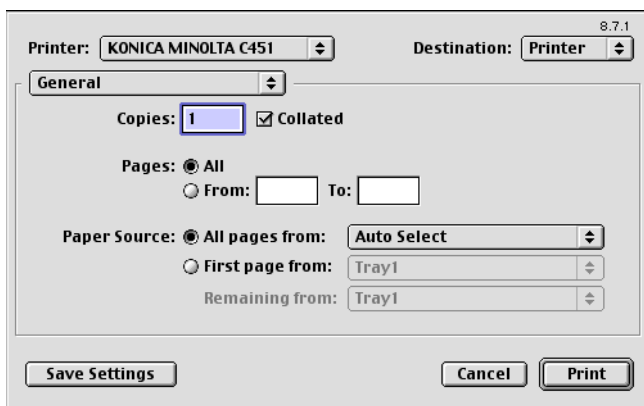 8.7.1
Printer: KONICA MINOLTA C451 Destination: Printer
General
Copies: 1 Collated
Pages: All
From: To:
Paper Source: All pages from: Auto Select
First page from: Tray1
Remaining from: Tray1
Save Settings Cancel Print